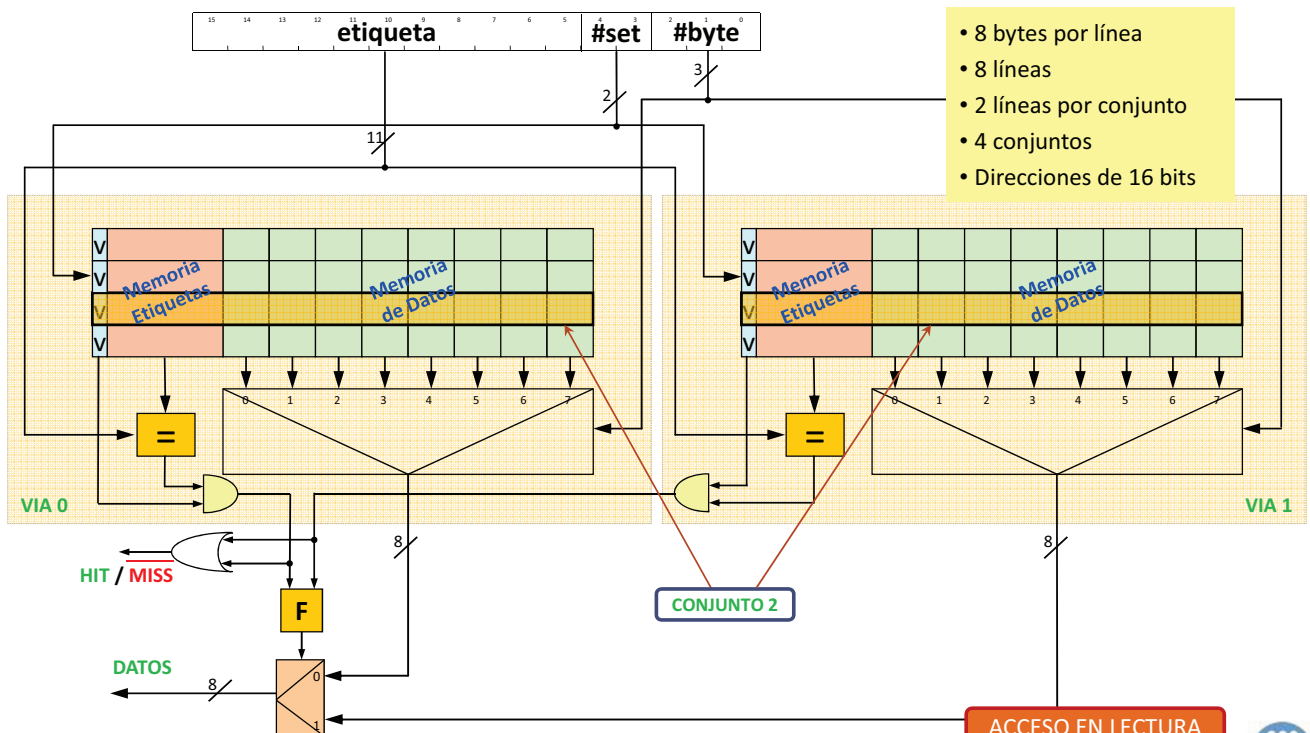 15 14 13 12 11 10 9 8 7 6 5 4 3 2 1 0
etiqueta #set #byte
• 8 bytes por línea
• 8 líneas
• 2 líneas por conjunto
• 4 conjuntos
• Direcciones de 16 bits
3
2
11
V
V
V
V
Memoria
Etiquetas
Memoria
de Datos
V
V
V
V
Memoria
Etiquetas
Memoria
de Datos
0 1 2 3 4 5 6 7
0 1 2 3 4 5 6 7
=
=
VIA 0
VIA 1
8
8
HIT / MISS
F
CONJUNTO 2
DATOS
8
0
1
ACCESO EN LECTURA